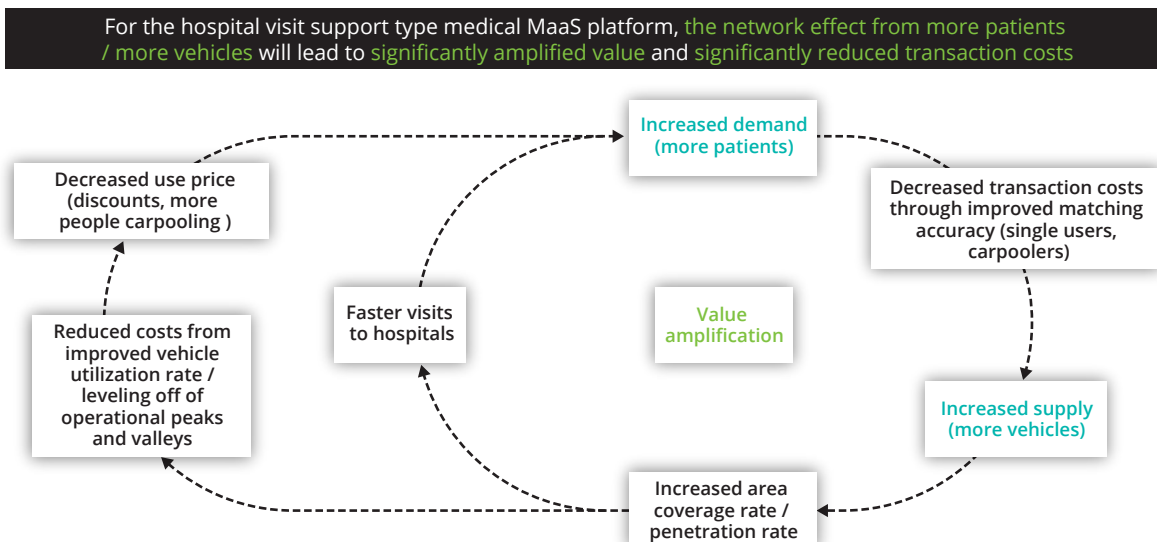 For the hospital visit support type medical MaaS platform, the network effect from more patients
/ more vehicles will lead to significantly amplified value and significantly reduced transaction costs
Increased demand
(more patients)
Decreased use price
(discounts, more
people carpooling )
Decreased transaction costs
through improved matching
accuracy (single users,
carpoolers)
Faster visits
to hospitals
Value
amplification
Reduced costs from
improved vehicle
utilization rate /
leveling off of
operational peaks
and valleys
Increased supply
(more vehicles)
Increased area
coverage rate /
penetration rate